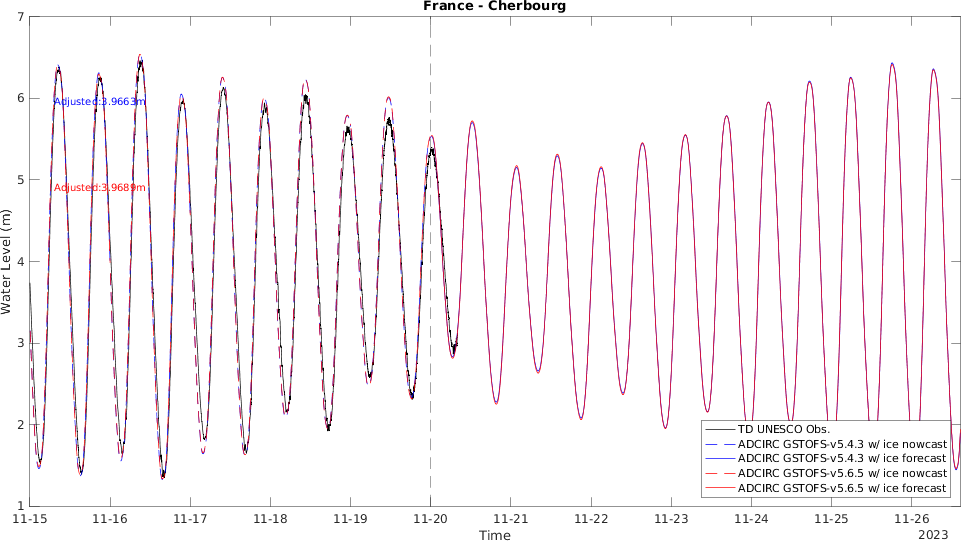 France - Cherbourg
7
6
5
4
3
2
1
Water Level (m)
Adjusted:3.9663m
Adjusted:3.9689m
TD UNESCO Obs.
ADCIRC GSTOFS-v5.4.3 w/ ice nowcast
ADCIRC GSTOFS-v5.4.3 w/ ice forecast
ADCIRC GSTOFS-v5.6.5 w/ ice nowcast
ADCIRC GSTOFS-v5.6.5 w/ ice forecast
11-15 11-16 11-17 11-18 11-19 11-20 11-21 11-22 11-23 11-24 11-25 11-26
Time
2023